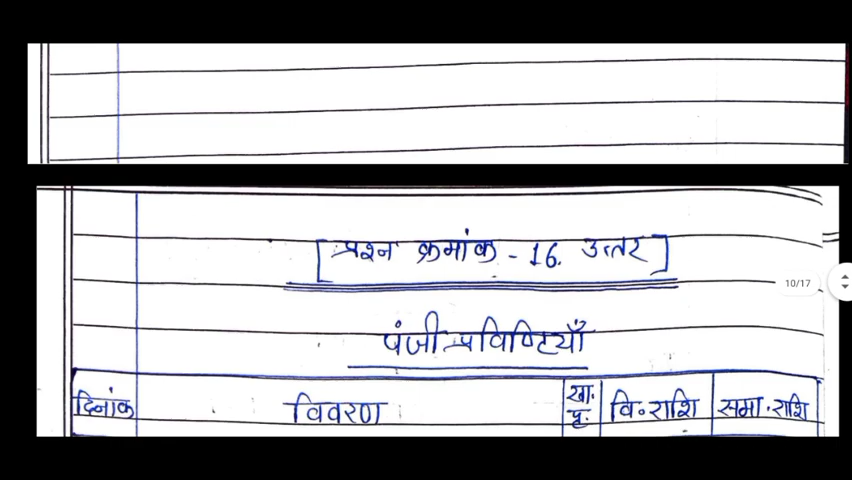 [प्रश्न क्रमांक - 16. उत्तर]
10/17
पंजी प्रविष्टियाँ
दिनांक विवरण खा. पृ. वि. राशि समा. राशि